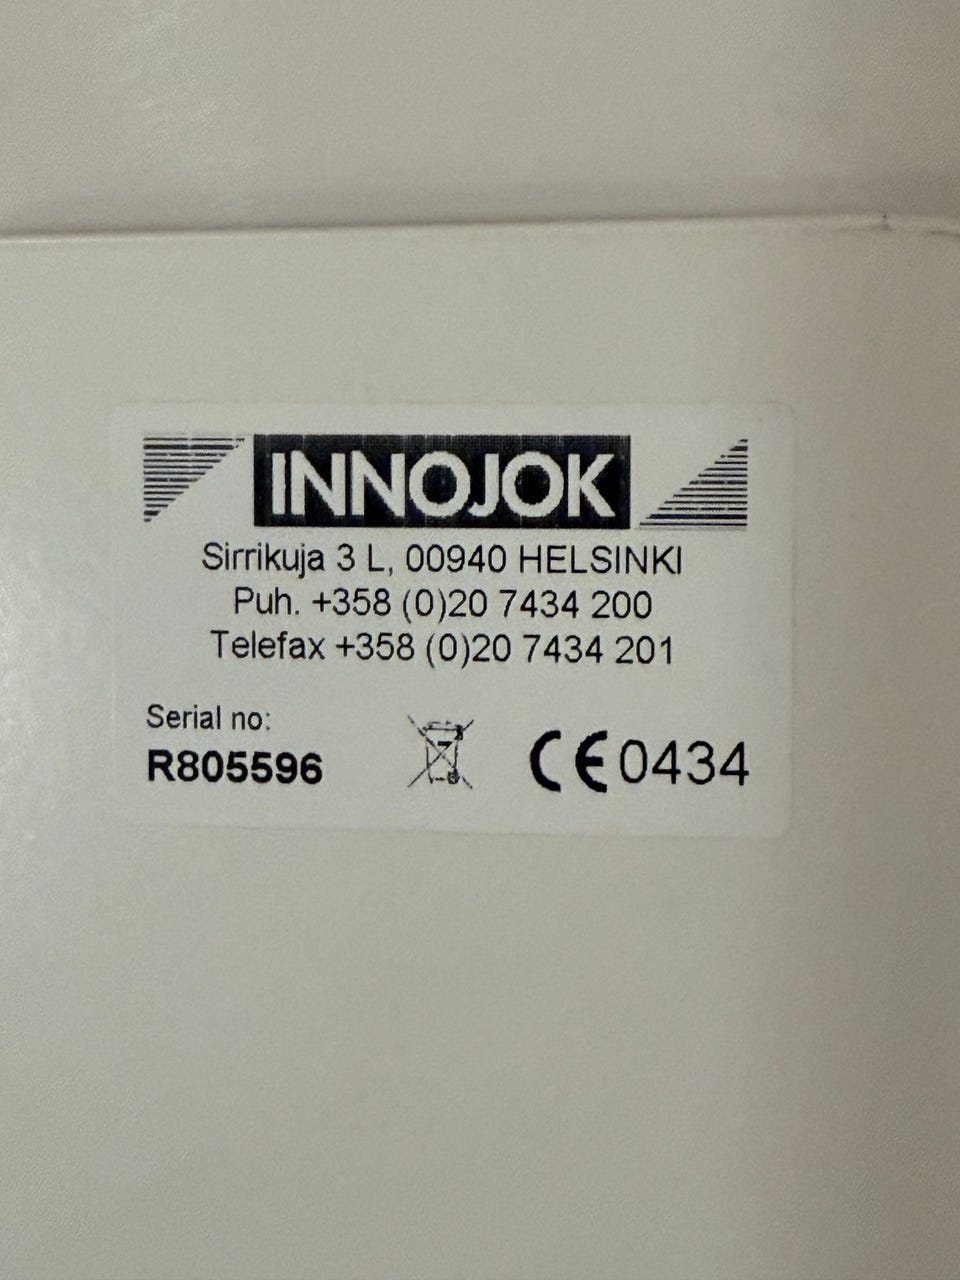 INNOJOK
Sirrikuja 3 L, 00940 HELSINKI
Puh. +358 (0)20 7434 200
Telefax +358 (0)20 7434 201
Serial no:
R805596
CE 0434